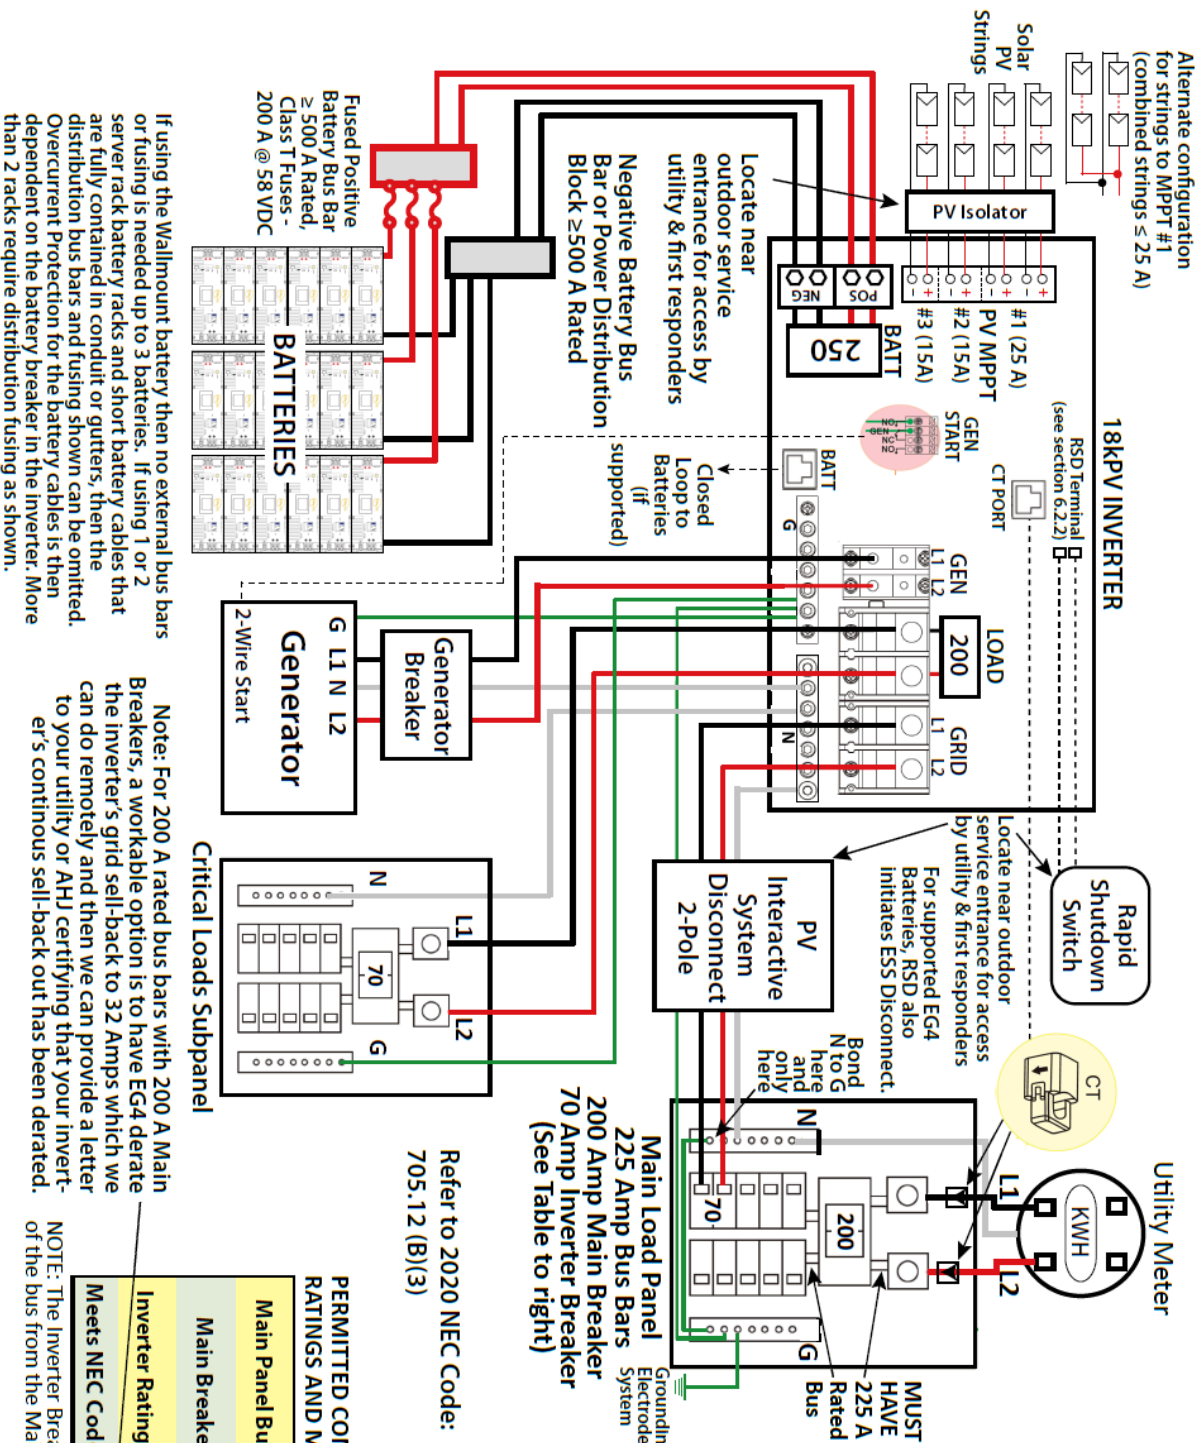 Alternate configuration
for strings to MPPT #1
(combined strings ≤ 25 A)
Solar
PV
Strings
PV Isolator
18kPV INVERTER
#1 (25 A)
PV MPPT
#2 (15A)
#3 (15A)
+
−
+
−
+
−
RSD Terminal
(see section 6.2.2)
CT PORT
POS
NEG
BATT
250
GEN
START
NO
GEN
NC
NO
BATT
G
GEN
L1 L2
LOAD
200
GRID
L1 L2
N
Locate near
outdoor service
entrance for access by
utility & first responders
Negative Battery Bus
Bar or Power Distribution
Block ≥500 A Rated
Closed
Loop to
Batteries
(if
supported)
Fused Positive
Battery Bus Bar
≥ 500 A Rated,
Class T Fuses -
200 A @ 58 VDC
BATTERIES
If using the Wallmount battery then no external bus bars
or fusing is needed up to 3 batteries. If using 1 or 2
server rack battery racks and short battery cables that
are fully contained in conduit or gutters, then the
distribution bus bars and fusing shown can be omitted.
Overcurrent Protection for the battery cables is then
dependent on the battery breaker in the inverter. More
than 2 racks require distribution fusing as shown.
Generator
Breaker
G L1 N L2
Generator
2-Wire Start
Rapid
Shutdown
Switch
Locate near outdoor
service entrance for access
by utility & first responders
For supported EG4
Batteries, RSD also
initiates ESS Disconnect.
PV
Interactive
System
Disconnect
2-Pole
N
L1
L2
G
70
Critical Loads Subpanel
CT
Utility Meter
KWH
L1
L2
Bond
N to G
here
and
only
here
N
70
200
G
MUST
HAVE
225 A
Rated
Bus
Main Load Panel
225 Amp Bus Bars
200 Amp Main Breaker
70 Amp Inverter Breaker
(See Table to right)
Electrode
System
Refer to 2020 NEC Code:
705.12 (B)(3)
Note: For 200 A rated bus bars with 200 A Main
Breakers, a workable option is to have EG4 derate
the inverter's grid sell-back to 32 Amps which we
can do remotely and then we can provide a letter
to your utility or AHJ certifying that your invert-
er's continous sell-back out has been derated.
PERMITTED
RATINGS AND
Main Panel
Main
Inverter Rating
Meets NEC
NOTE: The Inverter
of the bus from the